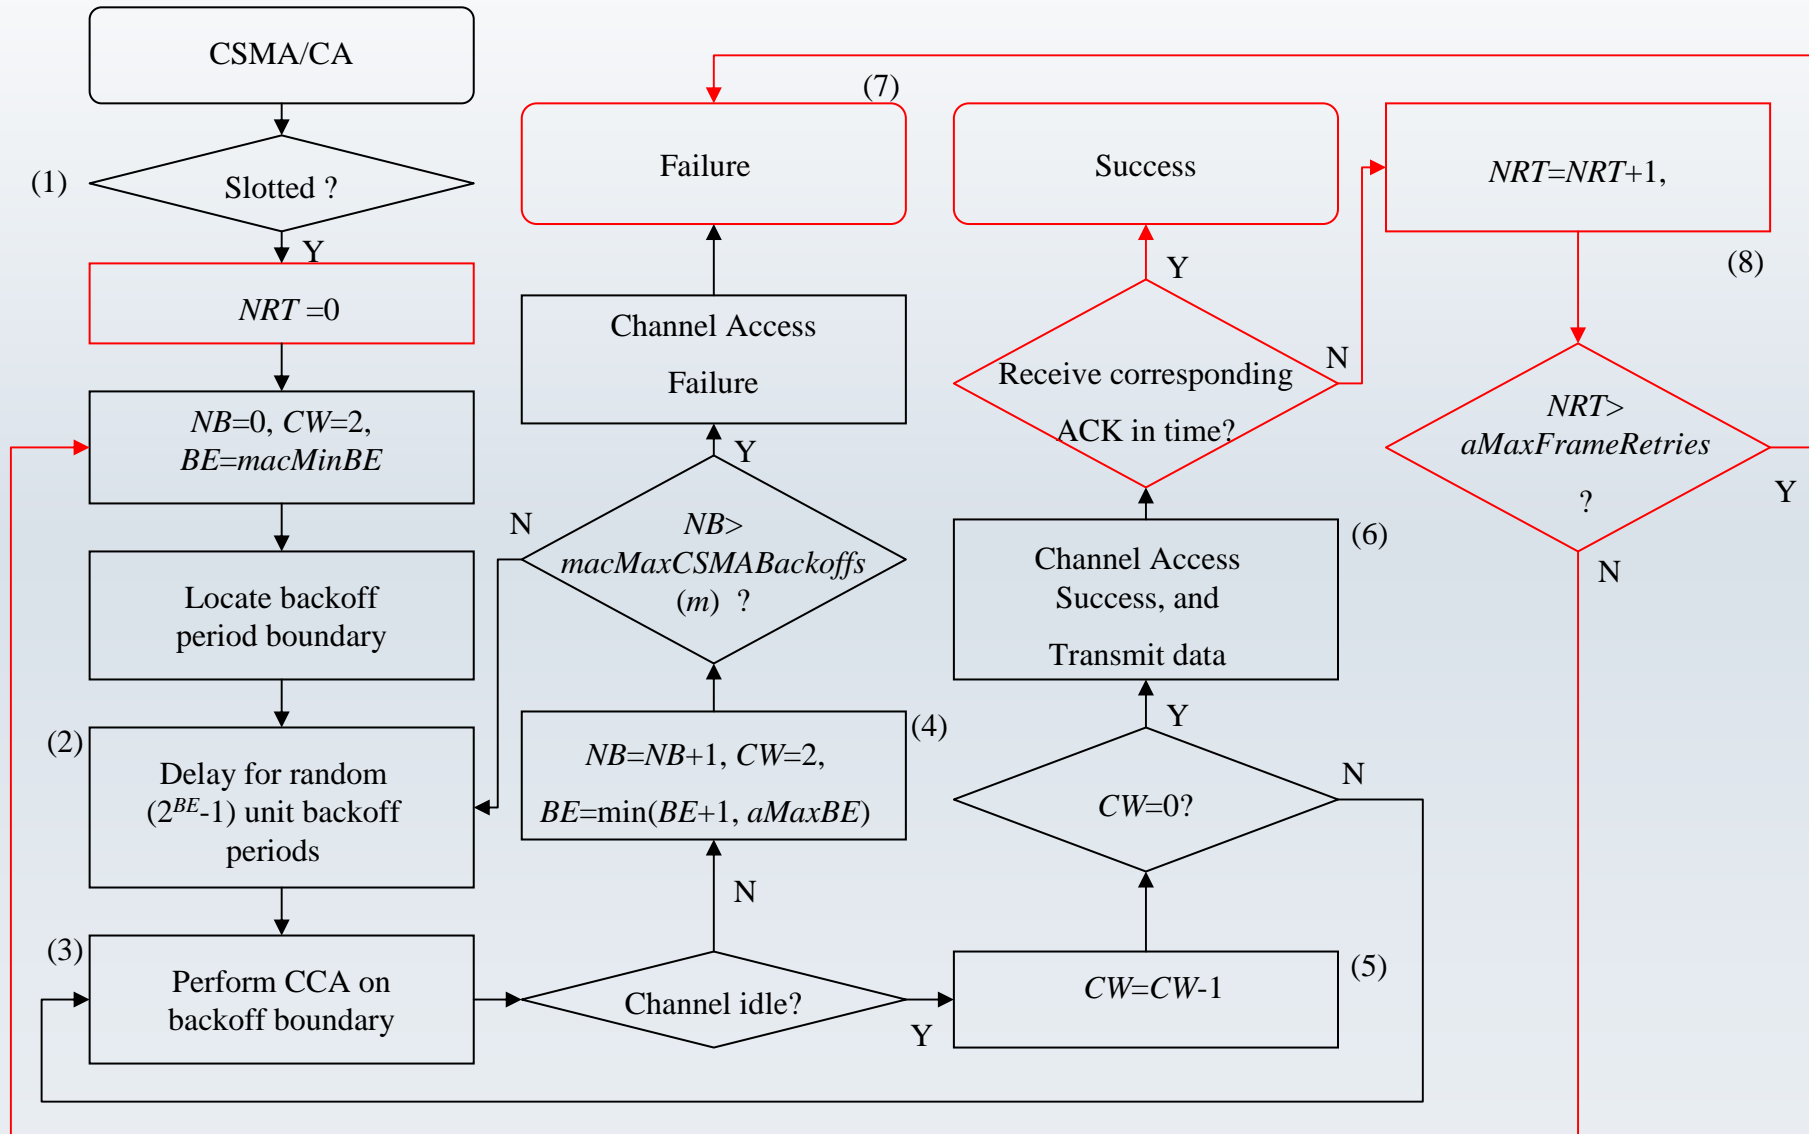 CSMA/CA
(1)
Slotted ?
Y
NRT =0
NB=0, CW=2,
BE=macMinBE
Locate backoff
period boundary
(2)
Delay for random
(2^BE-1) unit backoff
periods
(3)
Perform CCA on
backoff boundary
(7)
Failure
Channel Access
Failure
Y
N
NB>
macMaxCSMABackoffs
(m) ?
(4)
NB=NB+1, CW=2,
BE=min(BE+1, aMaxBE)
N
Channel idle?
Y
Success
Y
N
Receive corresponding
ACK in time?
(6)
Channel Access
Success, and
Transmit data
Y
N
CW=0?
(5)
CW=CW-1
NRT=NRT+1,
(8)
NRT>
aMaxFrameRetries
?
Y
N